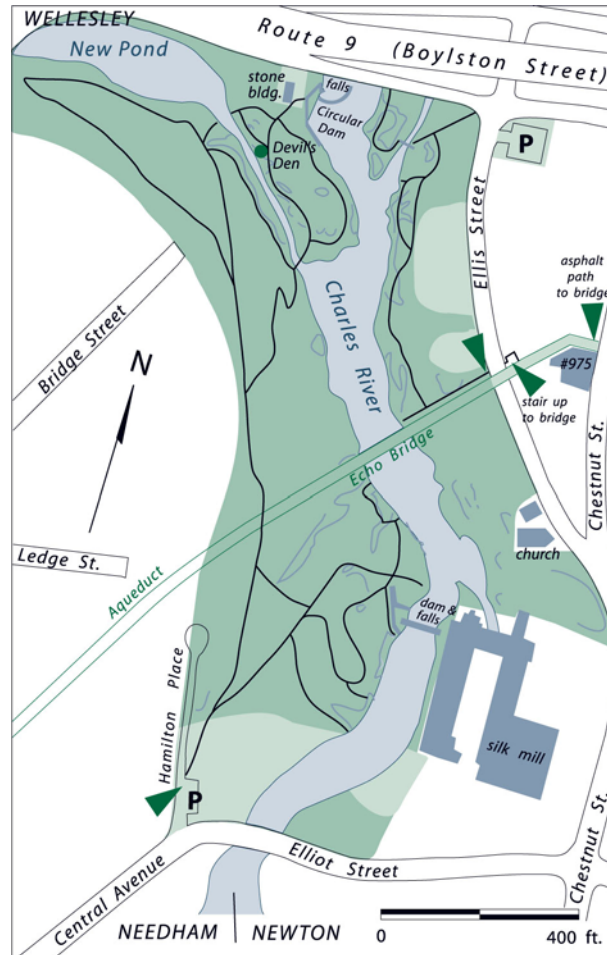 WELLESLEY
New Pond
Route 9 (Boylston Street)
stone
bldg.
falls
Circular
Dam
Devil's
Den
P
Ellis Street
asphalt
path
to bridge
Bridge Street
Charles River
N
#975
stair up
to bridge
Chestnut St.
Echo Bridge
Ledge St.
Aqueduct
church
dam &
falls
Hamilton Place
silk mill
P
Elliot Street
Central Avenue
Chestnut St.
NEEDHAM | NEWTON
0 400 ft.